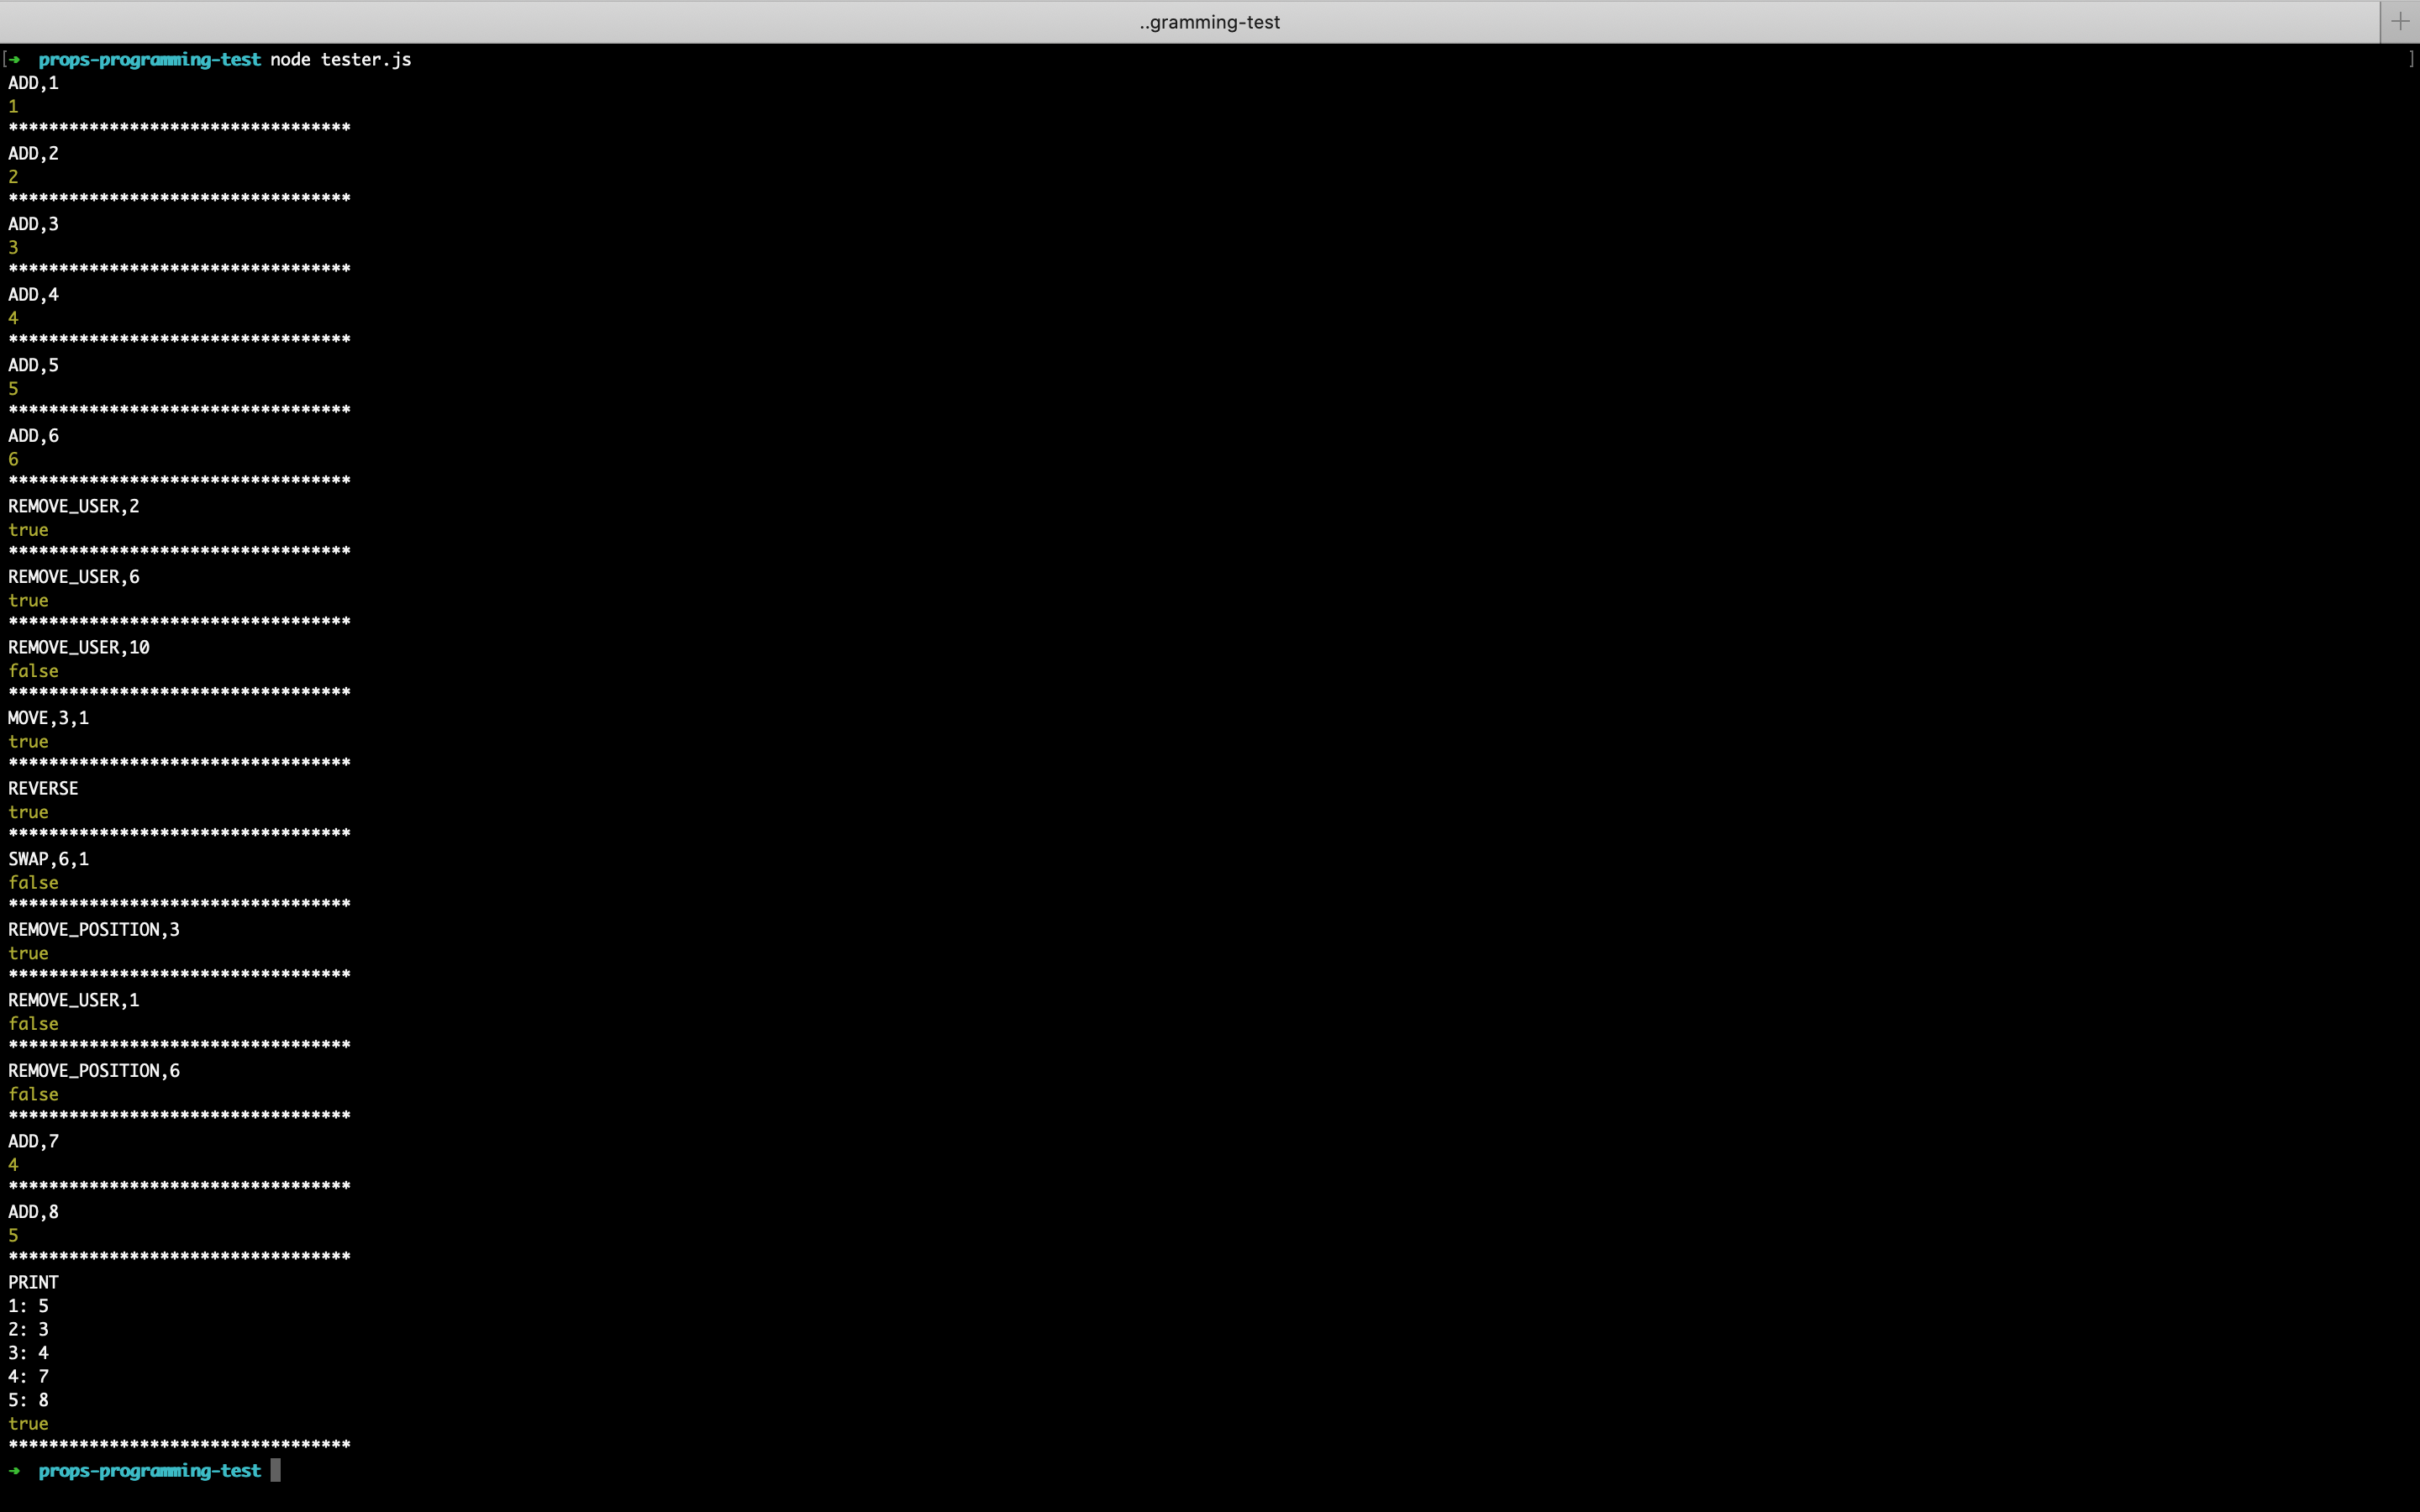 ..gramming-test
[➜  props-programming-test node tester.js ]
ADD,1
1
**********************************
ADD,2
2
**********************************
ADD,3
3
**********************************
ADD,4
4
**********************************
ADD,5
5
**********************************
ADD,6
6
**********************************
REMOVE_USER,2
true
**********************************
REMOVE_USER,6
true
**********************************
REMOVE_USER,10
false
**********************************
MOVE,3,1
true
**********************************
REVERSE
true
**********************************
SWAP,6,1
false
**********************************
REMOVE_POSITION,3
true
**********************************
REMOVE_USER,1
false
**********************************
REMOVE_POSITION,6
false
**********************************
ADD,7
4
**********************************
ADD,8
5
**********************************
PRINT
1: 5
2: 3
3: 4
4: 7
5: 8
true
**********************************
➜  props-programming-test